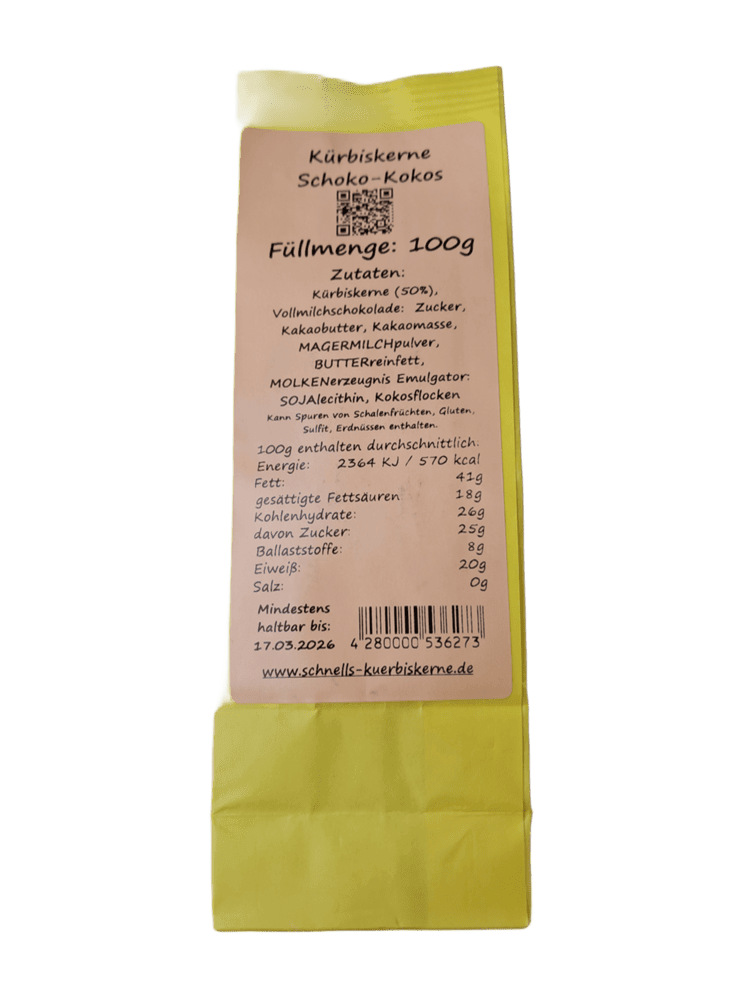 Kürbiskerne
Schoko-Kokos
Füllmenge: 100g
Zutaten:
Kürbiskerne (50%),
Vollmilchschokolade: Zucker,
Kakaobutter, Kakaomasse,
MAGERMILCHpulver,
BUTTERreinfett,
MOLKENerzeugnis Emulgator:
SOJAlecithin, Kokosflocken
Kann Spuren von Schalenfrüchten, Gluten,
Sulfit, Erdnüssen enthalten.
100g enthalten durchschnittlich:
Energie: 2364 KJ / 570 kcal
Fett: 41g
gesättigte Fettsäuren: 18g
Kohlenhydrate: 26g
davon Zucker: 25g
Ballaststoffe: 8g
Eiweiß: 20g
Salz: 0g
Mindestens
haltbar bis:
17.03.2026
4 280000 536273
www.schnells-kuerbiskerne.de